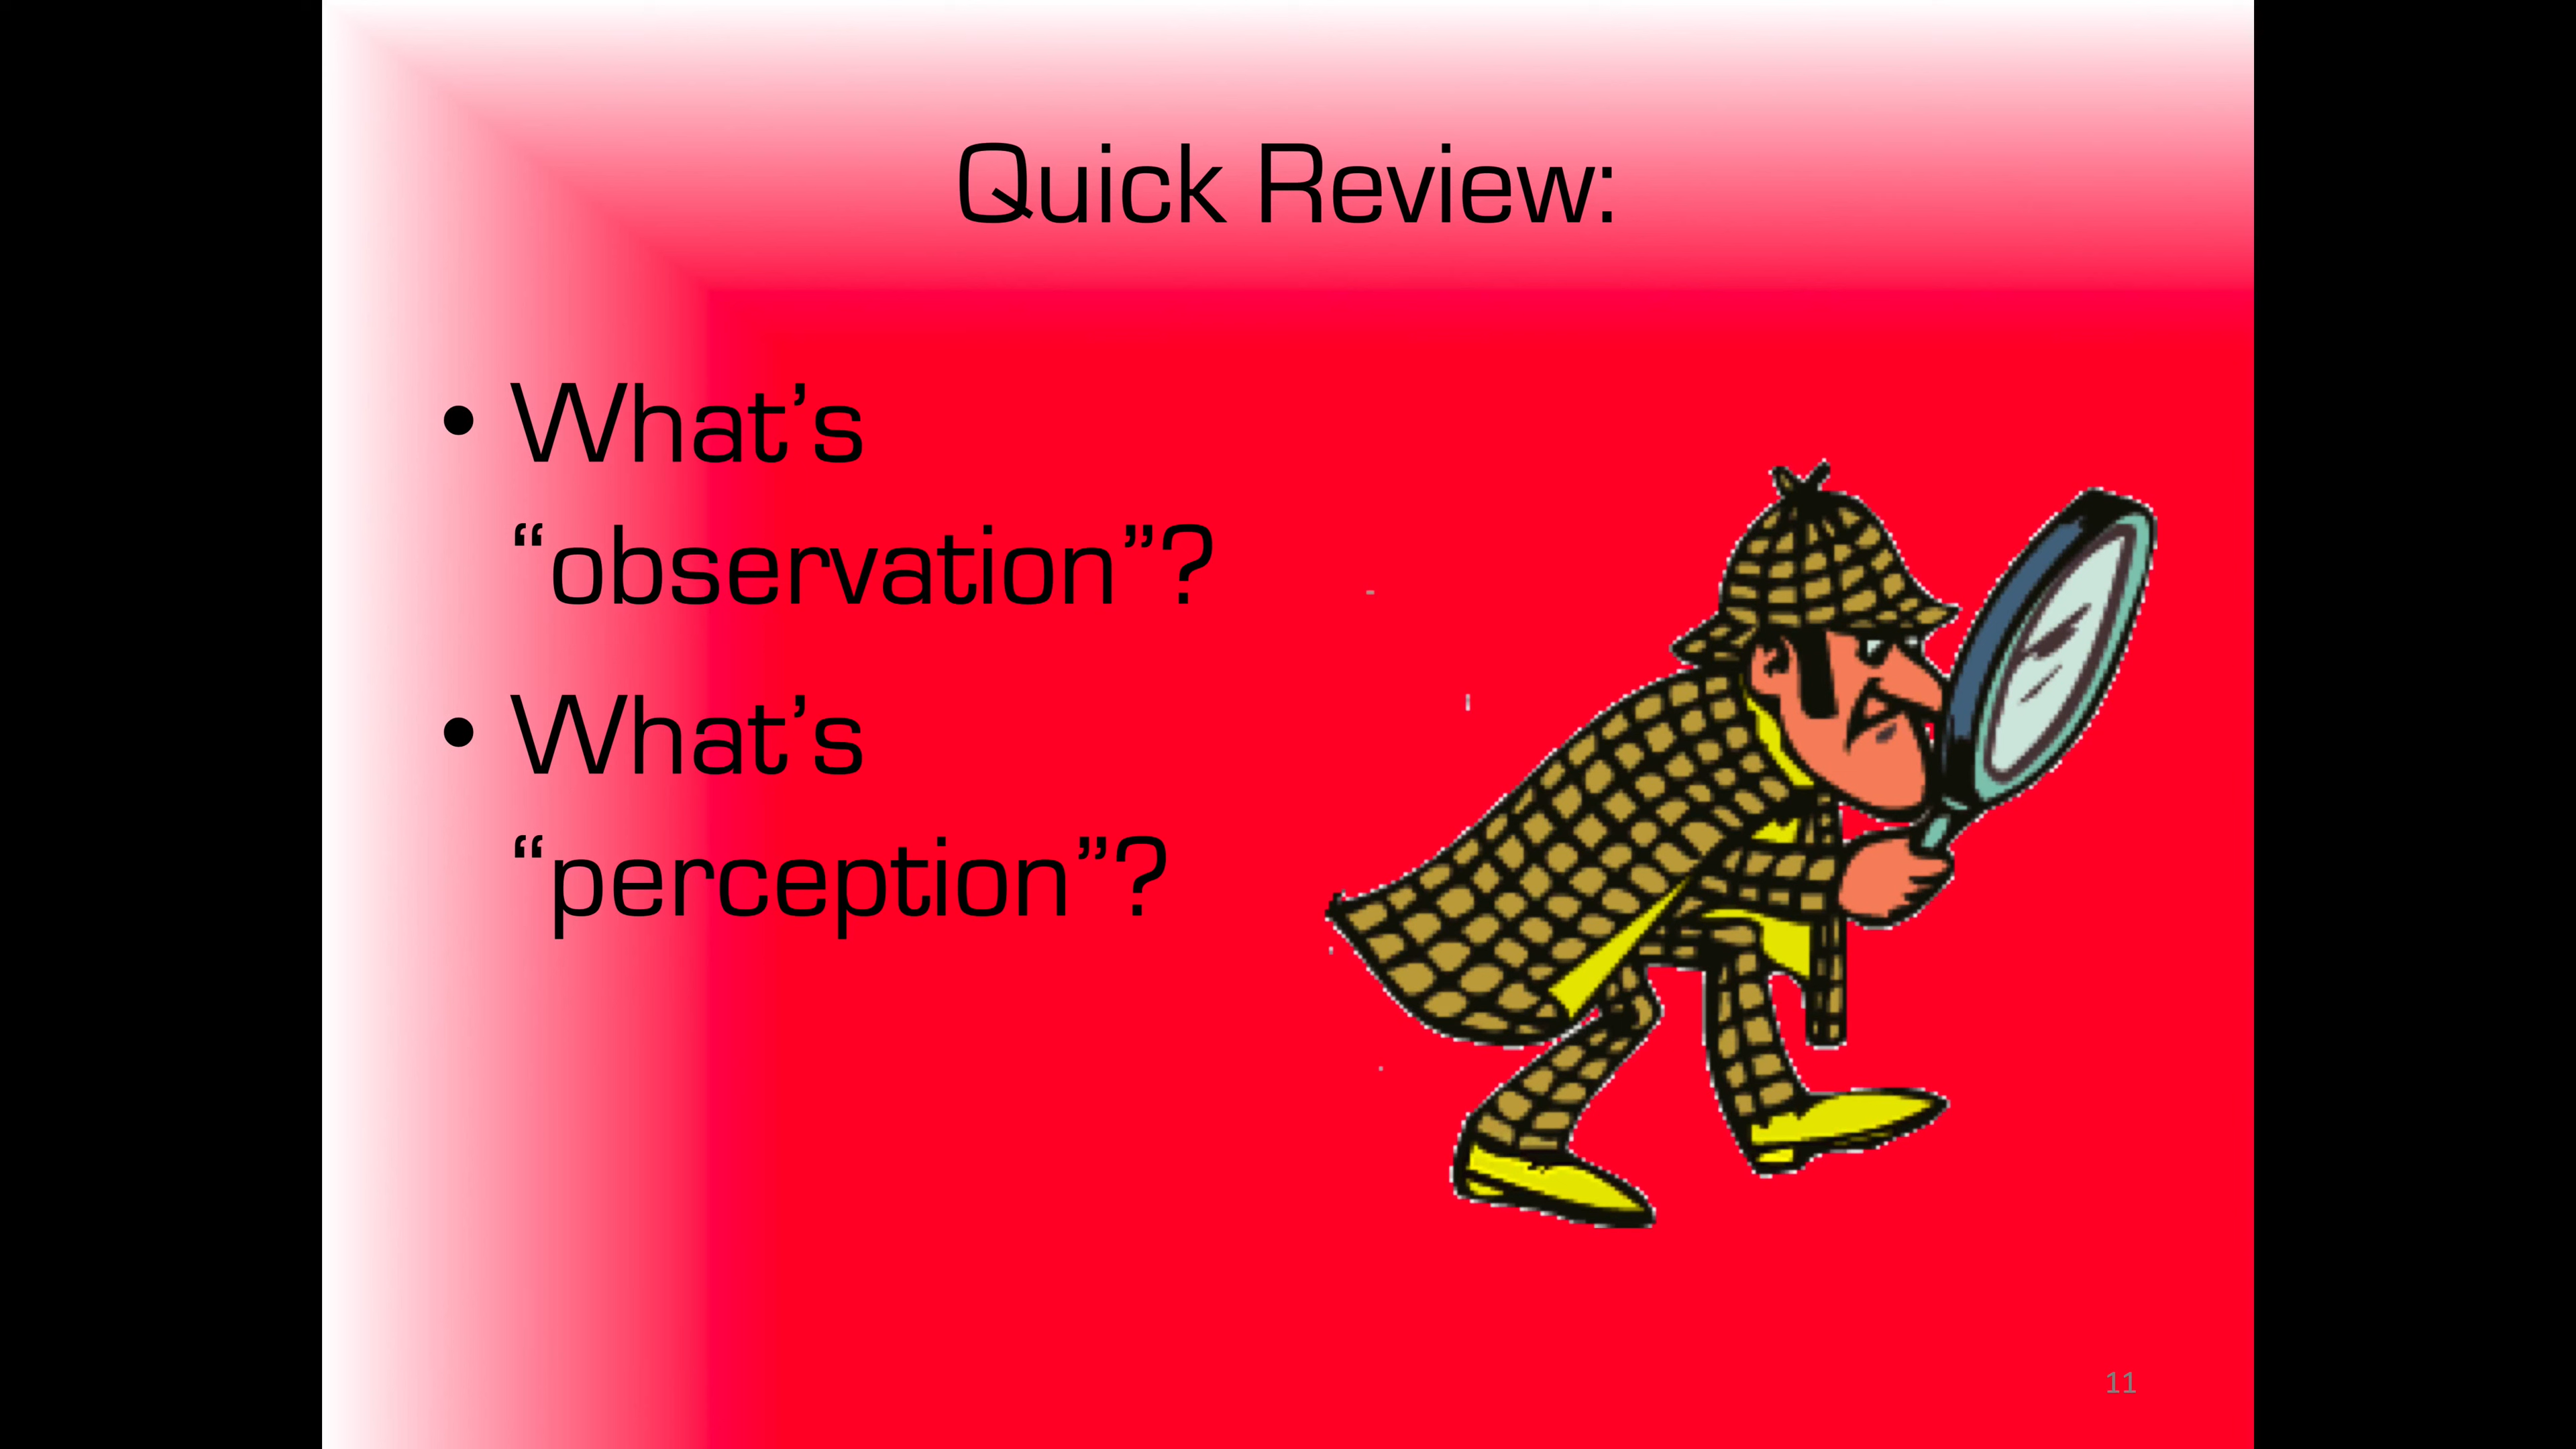 Quick Review:
• What’s
“observation”?
• What’s
“perception”?
11